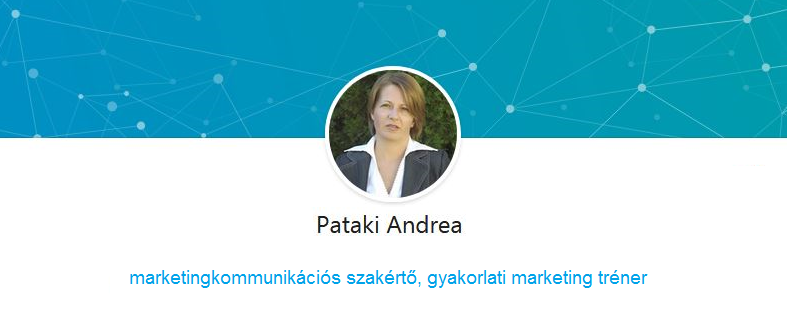 Pataki Andrea
marketingkommunikációs szakértő, gyakorlati marketing tréner